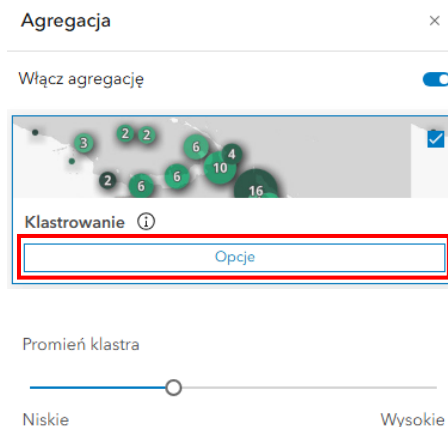 Agregacja
Włącz agregację
3
2 2
6
4
10
2
6
6
16
Klastrowanie
Opcje
Promień klastra
Niskie Wysokie